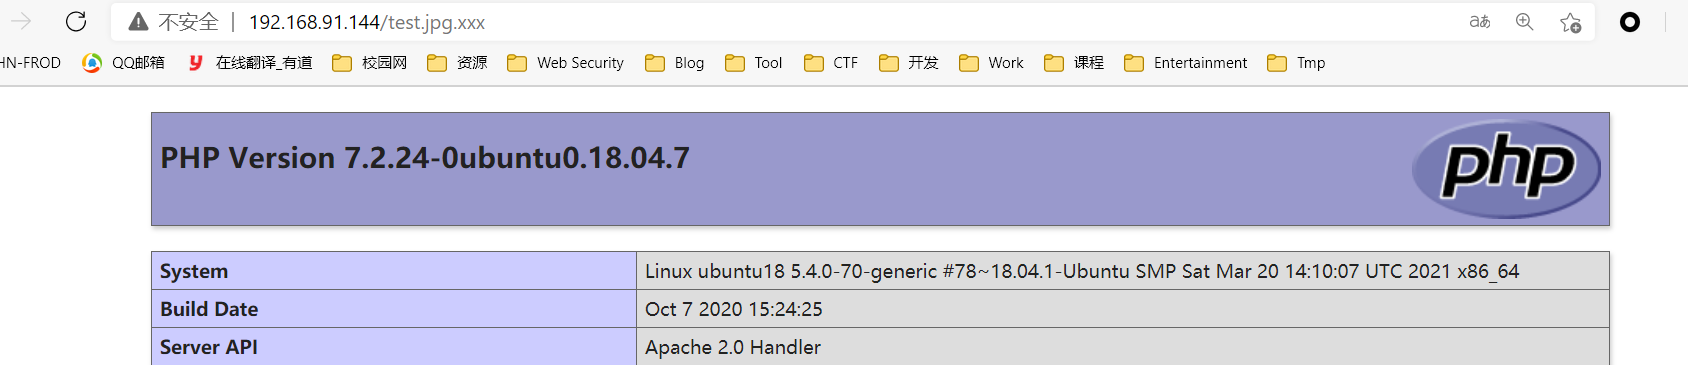 不安全 | 192.168.91.144/test.jpg.xxx aあ
HN-FROD QQ邮箱 y 在线翻译_有道 校园网 资源 Web Security Blog Tool CTF 开发 Work 课程 Entertainment Tmp
PHP Version 7.2.24-0ubuntu0.18.04.7 php
System Linux ubuntu18 5.4.0-70-generic #78~18.04.1-Ubuntu SMP Sat Mar 20 14:10:07 UTC 2021 x86_64
Build Date Oct 7 2020 15:24:25
Server API Apache 2.0 Handler